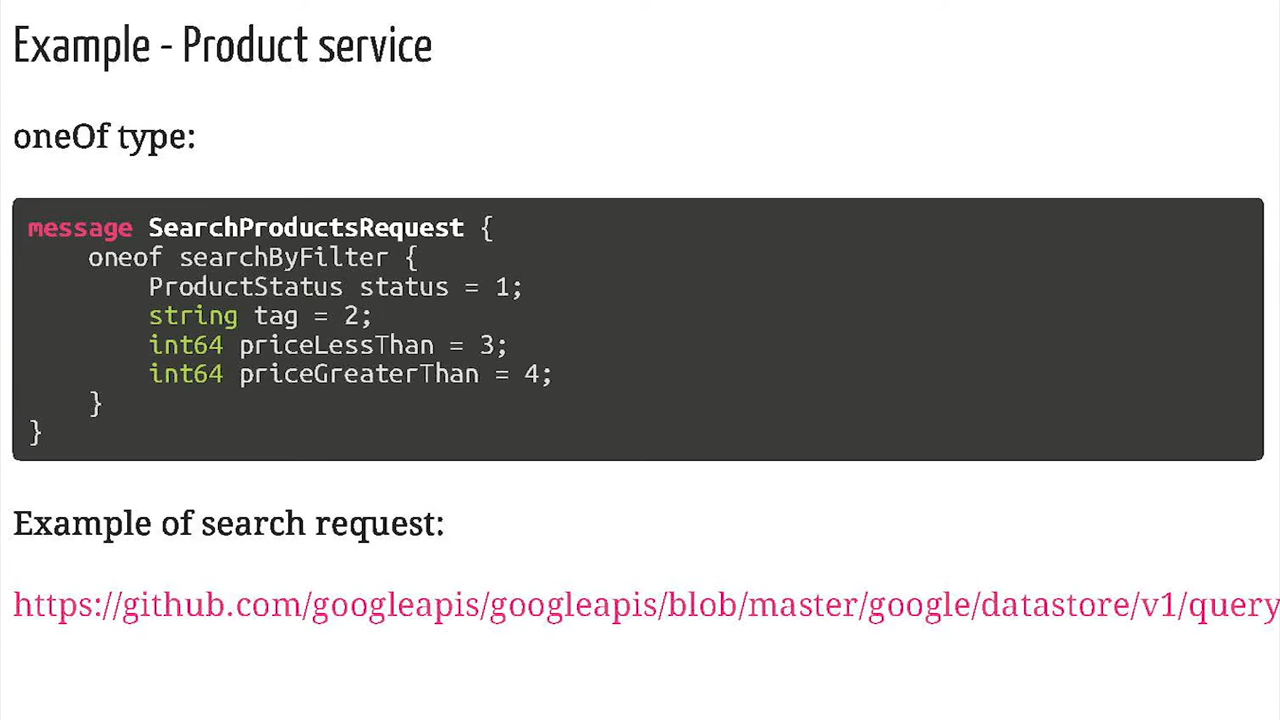 Example - Product service
oneOf type:
message SearchProductsRequest {
    oneof searchByFilter {
        ProductStatus status = 1;
        string tag = 2;
        int64 priceLessThan = 3;
        int64 priceGreaterThan = 4;
    }
}
Example of search request:
https://github.com/googleapis/googleapis/blob/master/google/datastore/v1/query